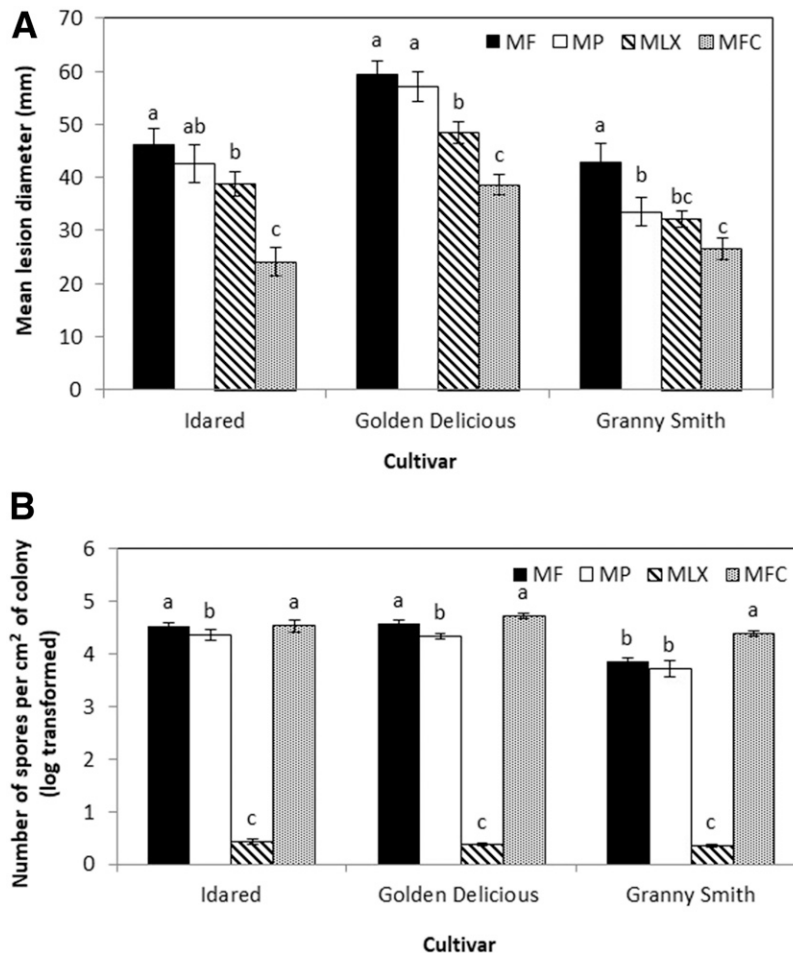 A
Mean lesion diameter (mm)
70
60
50
40
30
20
10
0
MF MP MLX MFC
a ab b c
a a b c
a b bc c
Idared Golden Delicious Granny Smith
Cultivar
B
Number of spores per cm² of colony
(log transformed)
6
5
4
3
2
1
0
MF MP MLX MFC
a b c a
a b c a
b b c a
Idared Golden Delicious Granny Smith
Cultivar